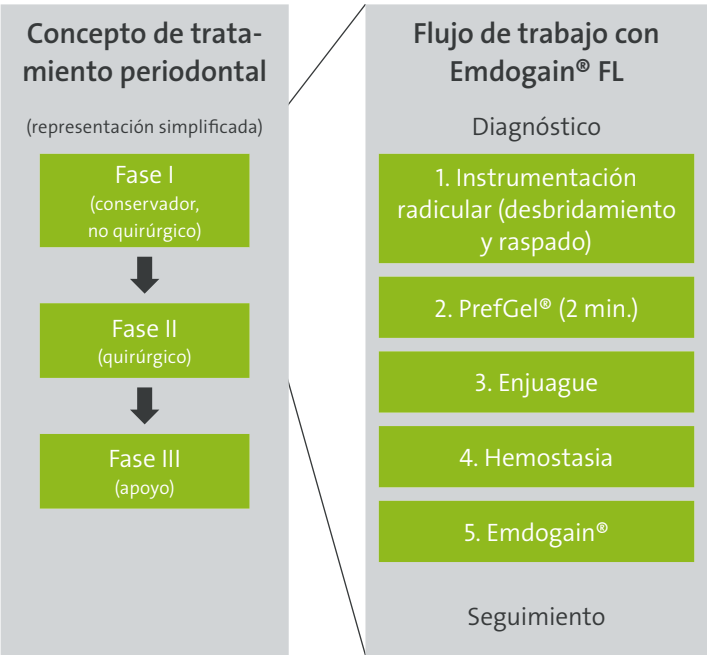 Concepto de trata-
miento periodontal
(representación simplificada)
Fase I
(conservador,
no quirúrgico)
Fase II
(quirúrgico)
Fase III
(apoyo)
Flujo de trabajo con
Emdogain® FL
Diagnóstico
1. Instrumentación
radicular (desbridamiento
y raspado)
2. PrefGel® (2 min.)
3. Enjuague
4. Hemostasia
5. Emdogain®
Seguimiento